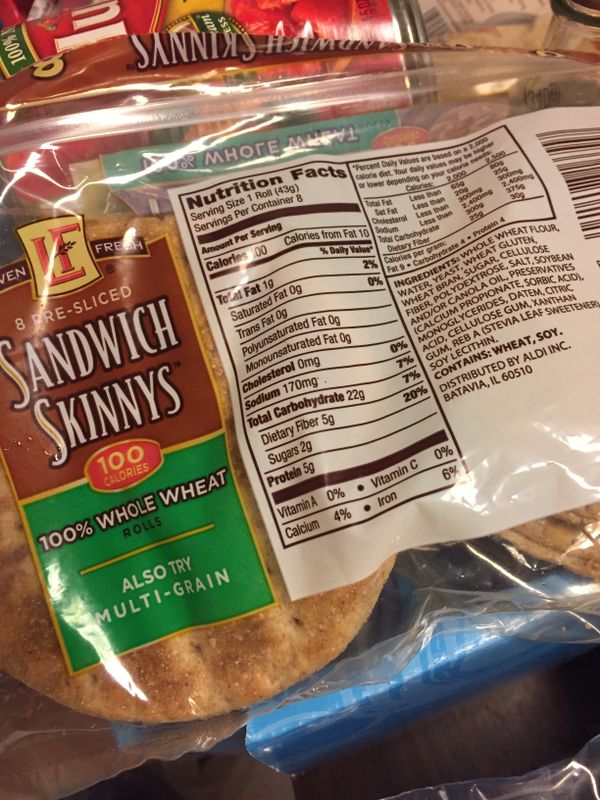 SANDWICH SKINNYS™
100% WHOLE WHEAT
LE
OVEN FRESH
8 PRE-SLICED
SANDWICH
SKINNYS™
100
CALORIES
100% WHOLE WHEAT
ROLLS
ALSO TRY
MULTI-GRAIN
Nutrition Facts
Serving Size 1 Roll (43g)
Servings Per Container 8
Amount Per Serving
Calories 100 Calories from Fat 10
% Daily Value*
Total Fat 1g 2%
Saturated Fat 0g 0%
Trans Fat 0g
Polyunsaturated Fat 0g
Monounsaturated Fat 0g
Cholesterol 0mg 0%
Sodium 170mg 7%
Total Carbohydrate 22g 7%
Dietary Fiber 5g 20%
Sugars 2g
Protein 5g
Vitamin A 0% • Vitamin C 0%
Calcium 4% • Iron 6%
*Percent Daily Values are based on a 2,000
calorie diet. Your daily values may be higher
or lower depending on your calorie needs:
Calories: 2,000 2,500
Total Fat Less than 65g
Sat Fat Less than 20g 25g
Cholesterol Less than 300mg 300mg
Sodium Less than 2,400mg 2,400mg
Total Carbohydrate 300g 375g
Dietary Fiber 25g 30g
Calories per gram:
Fat 9 • Carbohydrate 4 • Protein 4
INGREDIENTS: WHOLE WHEAT FLOUR,
WATER, YEAST, WHEAT GLUTEN,
WHEAT BRAN, SUGAR, CELLULOSE
FIBER, POLYDEXTROSE, SALT, SOYBEAN
AND/OR CANOLA OIL, PRESERVATIVES
(CALCIUM PROPIONATE, SORBIC ACID),
MONOGLYCERIDES, DATEM, CITRIC
ACID, CELLULOSE GUM, XANTHAN
GUM, REB A (STEVIA LEAF SWEETENER)
SOY LECITHIN.
CONTAINS: WHEAT, SOY.
DISTRIBUTED BY ALDI INC.
BATAVIA, IL 60510